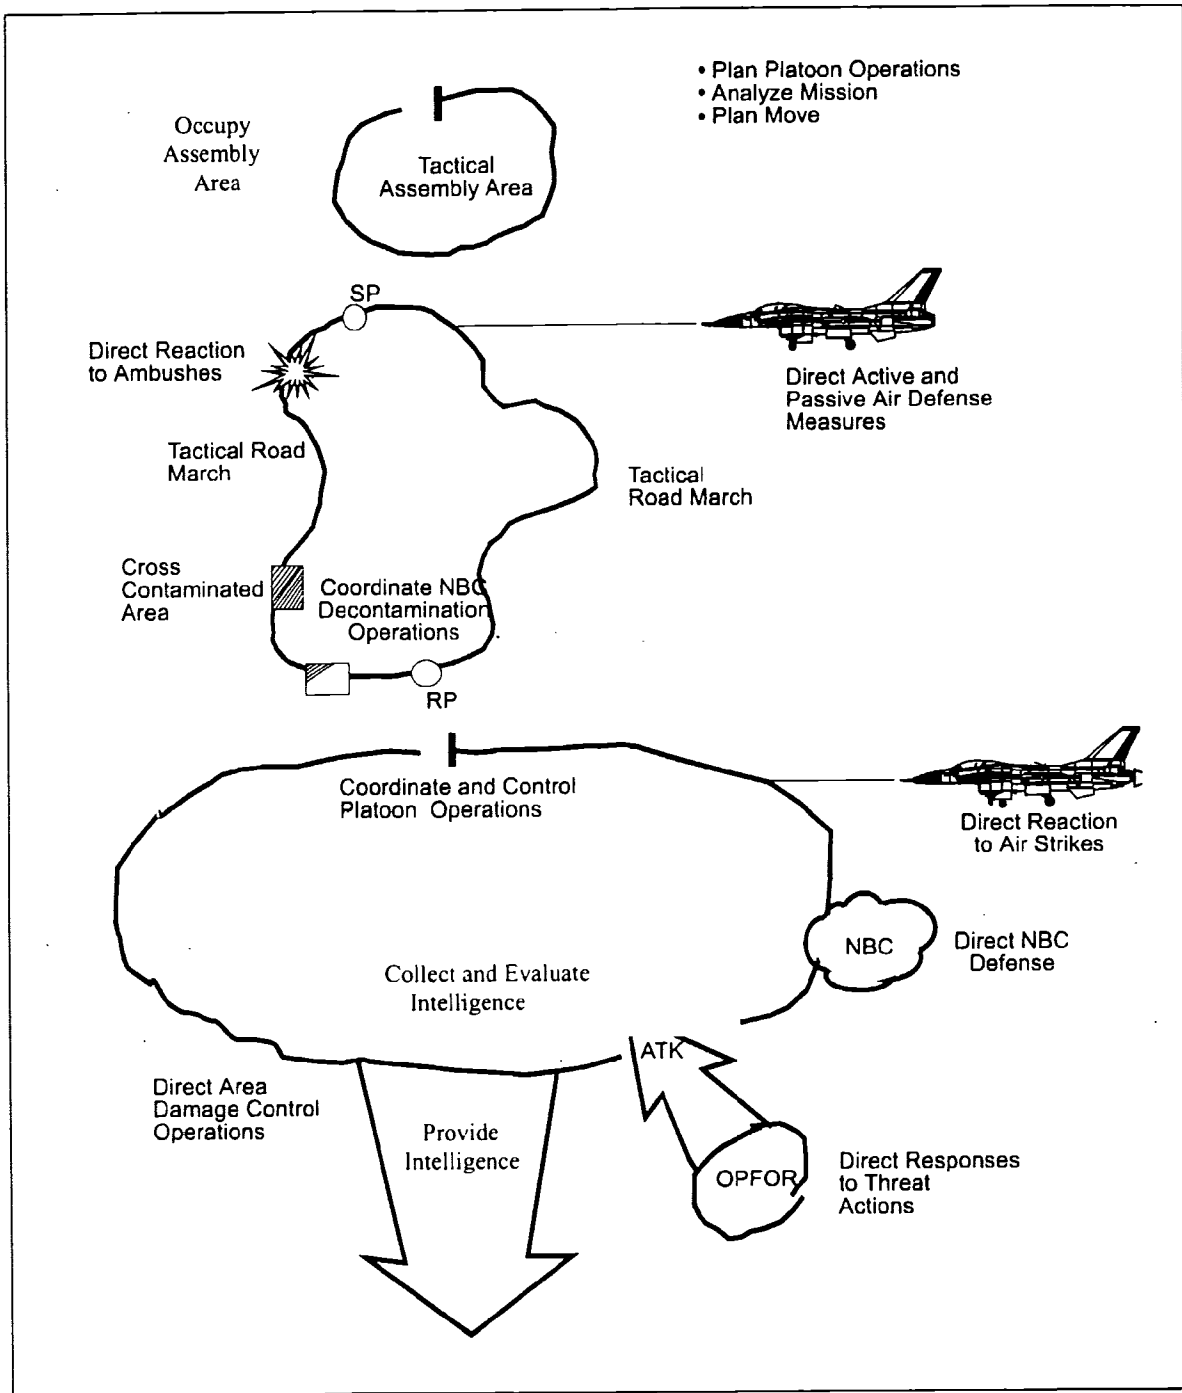 • Plan Platoon Operations
• Analyze Mission
• Plan Move
Occupy
Assembly
Area
Tactical
Assembly Area
SP
Direct Reaction
to Ambushes
Direct Active and
Passive Air Defense
Measures
Tactical Road
March
Tactical
Road March
Cross
Contaminated
Area
Coordinate NBC
Decontamination
Operations
RP
Coordinate and Control
Platoon Operations
Direct Reaction
to Air Strikes
NBC
Direct NBC
Defense
Collect and Evaluate
Intelligence
ATK
Direct Area
Damage Control
Operations
Provide
Intelligence
OPFOR
Direct Responses
to Threat
Actions